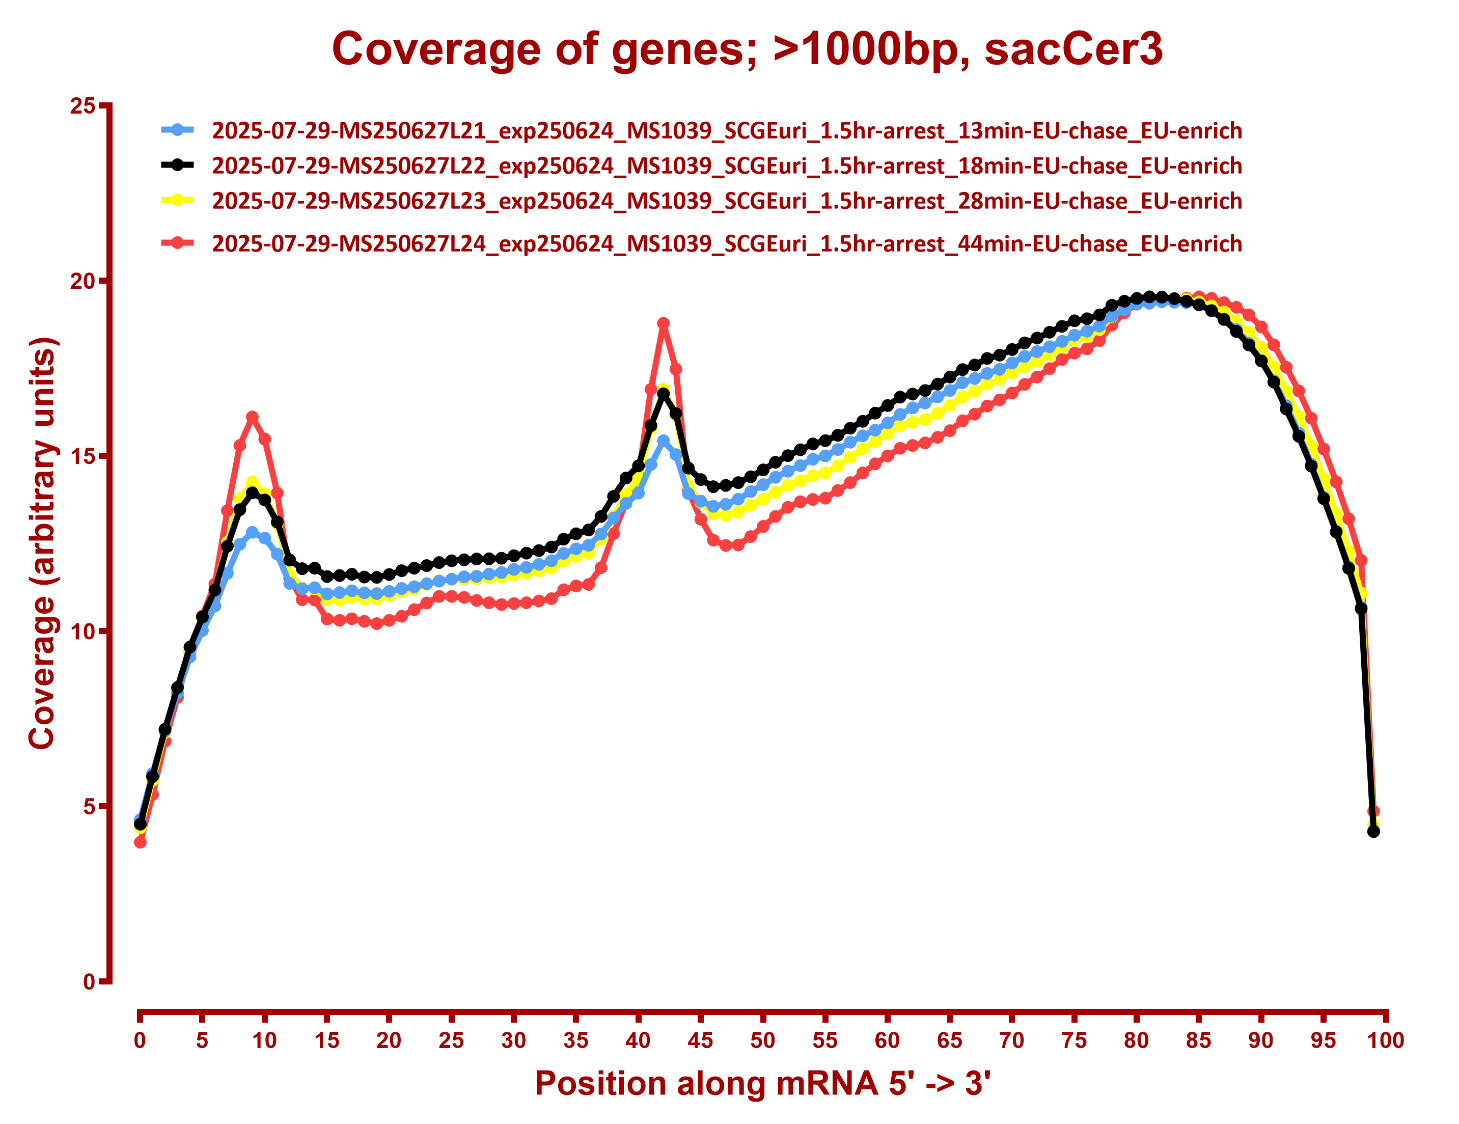 Coverage of genes; >1000bp, sacCer3
25
2025-07-29-MS250627L21_exp250624_MS1039_SCGEuri_1.5hr-arrest_13min-EU-chase_EU-enrich
2025-07-29-MS250627L22_exp250624_MS1039_SCGEuri_1.5hr-arrest_18min-EU-chase_EU-enrich
2025-07-29-MS250627L23_exp250624_MS1039_SCGEuri_1.5hr-arrest_28min-EU-chase_EU-enrich
2025-07-29-MS250627L24_exp250624_MS1039_SCGEuri_1.5hr-arrest_44min-EU-chase_EU-enrich
20
15
10
5
0
Coverage (arbitrary units)
0 5 10 15 20 25 30 35 40 45 50 55 60 65 70 75 80 85 90 95 100
Position along mRNA 5' -> 3'